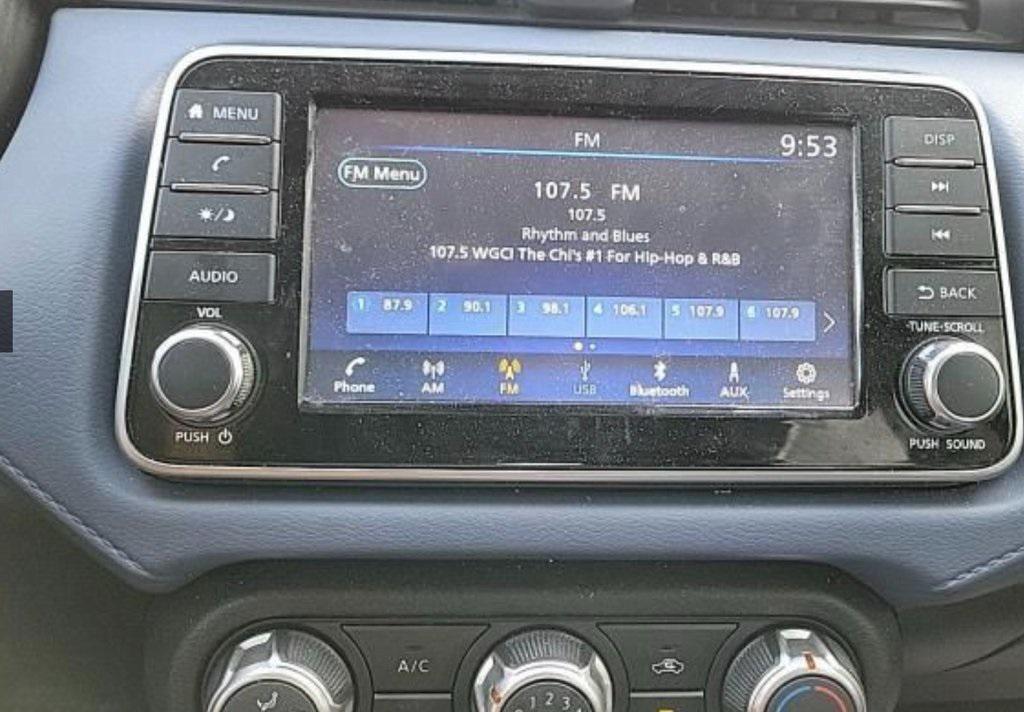 MENU
AUDIO
VOL
PUSH
FM
9:53
FM Menu
107.5 FM
107.5
Rhythm and Blues
107.5 WGCI The Chi's #1 For Hip-Hop & R&B
1 87.9 2 90.1 3 98.1 4 106.1 5 107.9 6 107.9
Phone AM FM USB Bluetooth AUX Settings
DISP
BACK
TUNE·SCROLL
PUSH SOUND
A/C
1 2 3